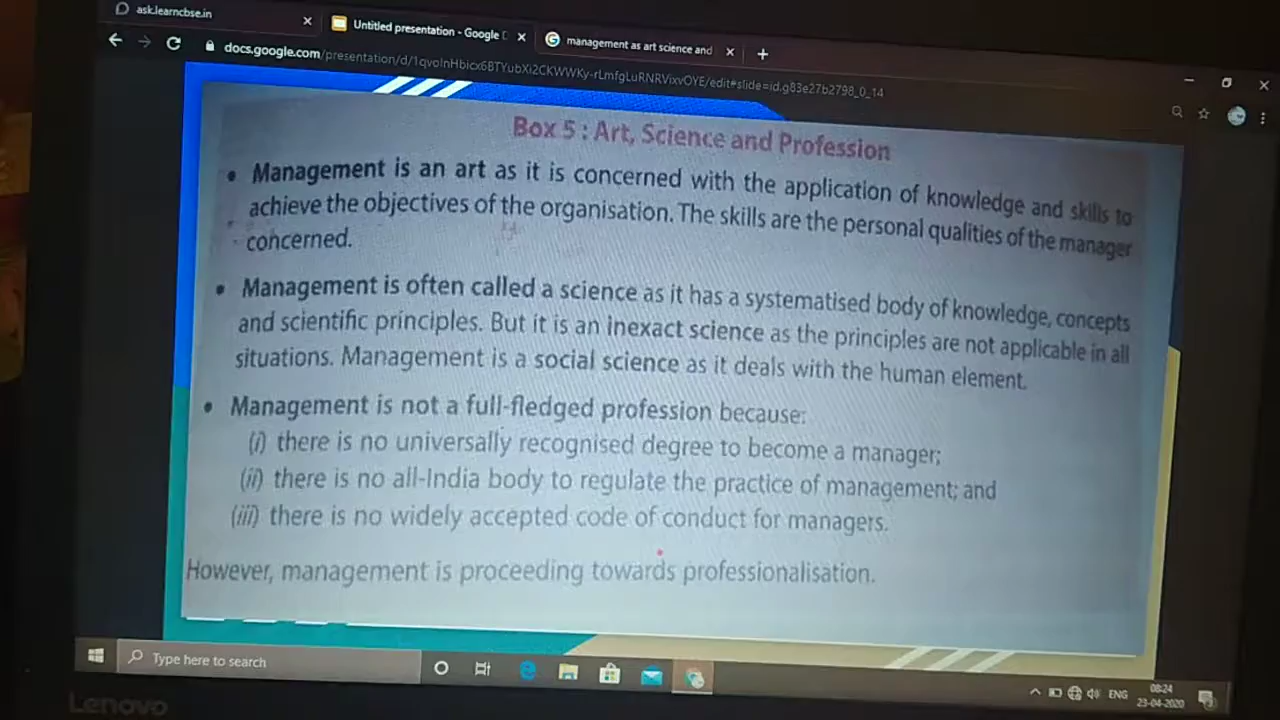 ask.learncbse.in
Untitled presentation - Google
management as art science and
docs.google.com/presentation/d/
Box 5 : Art, Science and Profession
• Management is an art as it is concerned with the application of knowledge and skills to
achieve the objectives of the organisation. The skills are the personal qualities of the manager
concerned.
• Management is often called a science as it has a systematised body of knowledge, concepts
and scientific principles. But it is an inexact science as the principles are not applicable in all
situations. Management is a social science as it deals with the human element.
• Management is not a full-fledged profession because:
(i) there is no universally recognised degree to become a manager;
(ii) there is no all-India body to regulate the practice of management; and
(iii) there is no widely accepted code of conduct for managers.
However, management is proceeding towards professionalisation.
Type here to search
ENG
08:24
23-04-2020
Lenovo